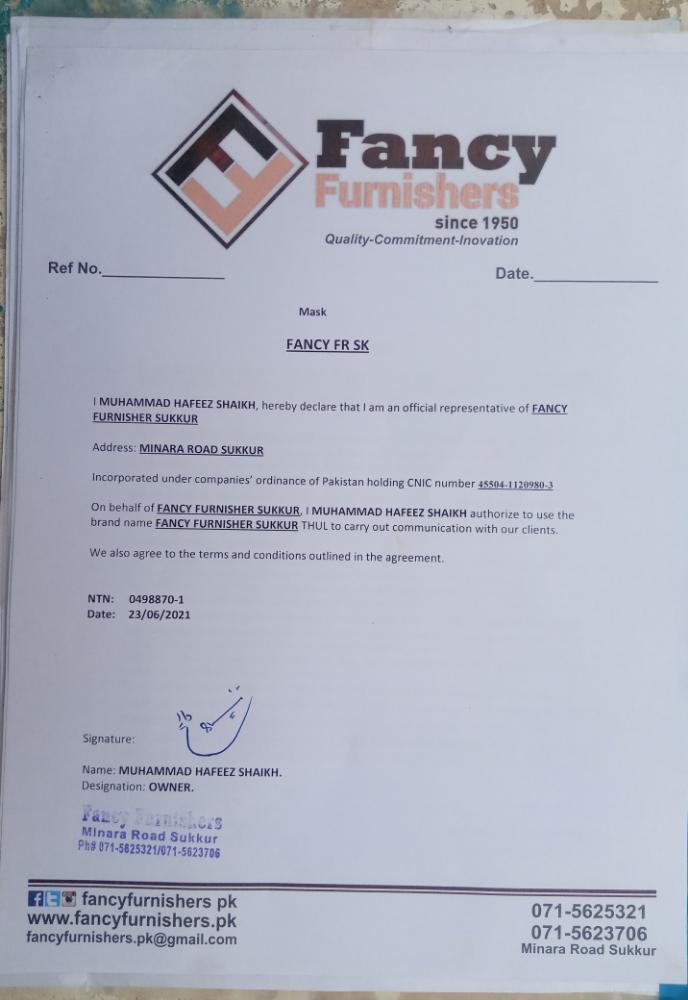 Fancy
Furnishers
since 1950
Quality-Commitment-Inovation
Ref No.______________
Date.______________
Mask
FANCY FR SK
I MUHAMMAD HAFEEZ SHAIKH, hereby declare that I am an official representative of FANCY
FURNISHER SUKKUR
Address: MINARA ROAD SUKKUR
Incorporated under companies' ordinance of Pakistan holding CNIC number 45504-1120980-3
On behalf of FANCY FURNISHER SUKKUR, I MUHAMMAD HAFEEZ SHAIKH authorize to use the
brand name FANCY FURNISHER SUKKUR THUL to carry out communication with our clients.
We also agree to the terms and conditions outlined in the agreement.
NTN: 0498870-1
Date: 23/06/2021
Signature:
Name: MUHAMMAD HAFEEZ SHAIKH.
Designation: OWNER.
Fancy Furnishers
Minara Road Sukkur
Ph# 071-5625321/071-5623706
fancyfurnishers pk
www.fancyfurnishers.pk
fancyfurnishers.pk@gmail.com
071-5625321
071-5623706
Minara Road Sukkur